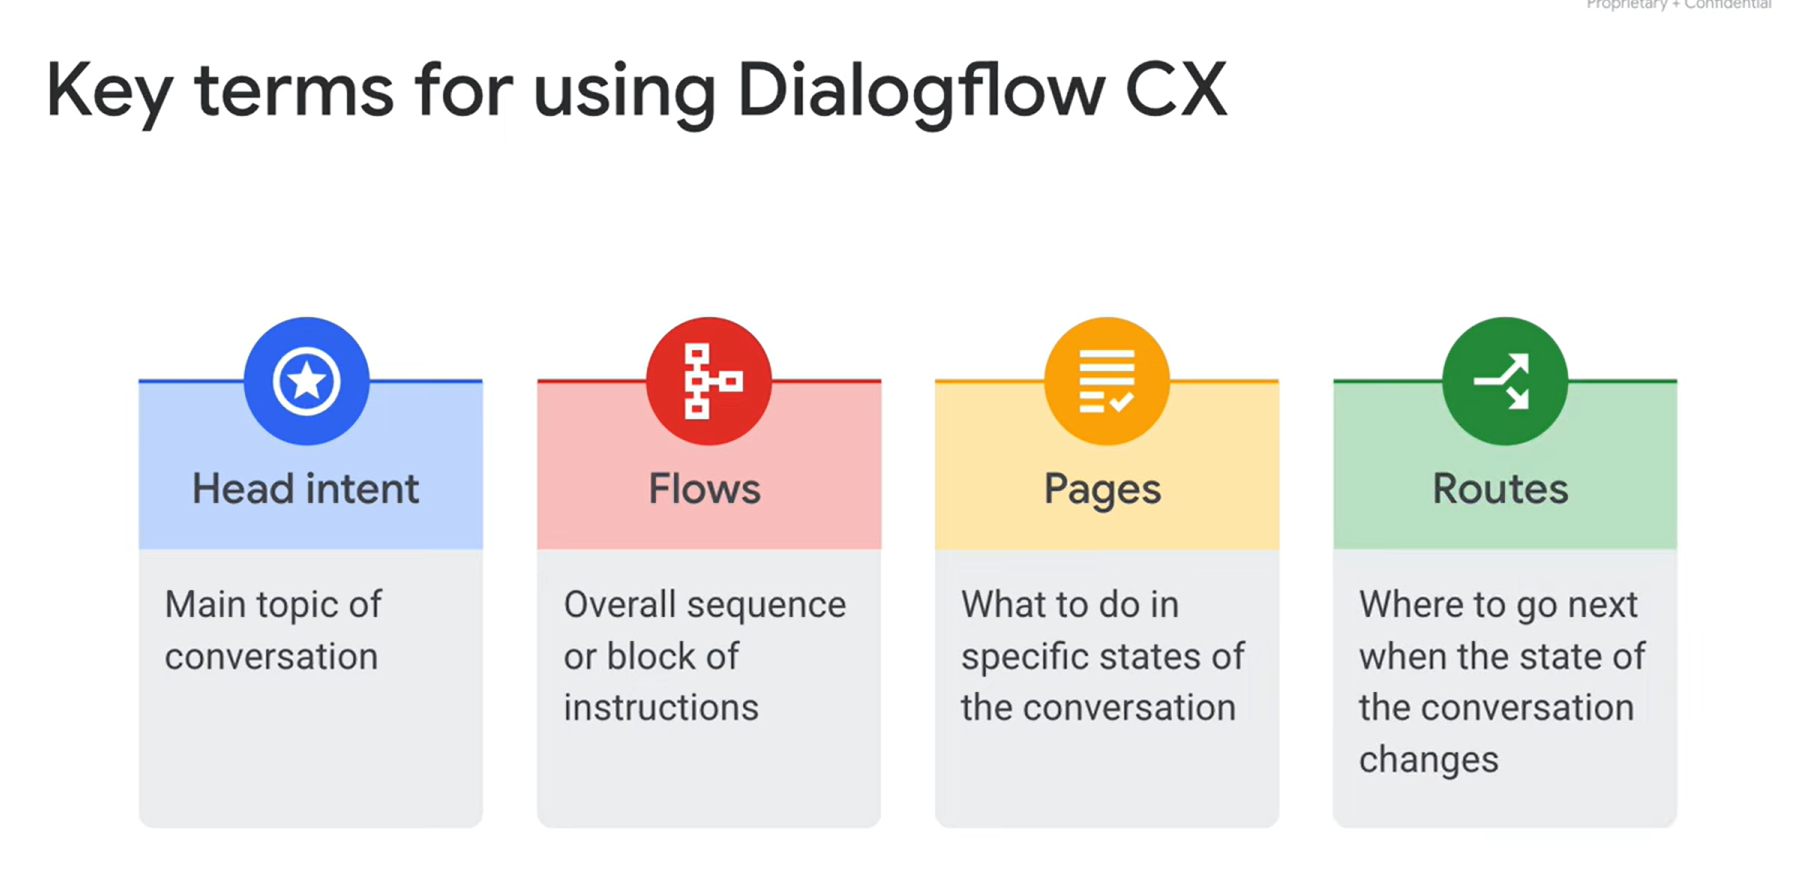 Proprietary + Confidential
Key terms for using Dialogflow CX
Head intent
Main topic of
conversation
Flows
Overall sequence
or block of
instructions
Pages
What to do in
specific states of
the conversation
Routes
Where to go next
when the state of
the conversation
changes